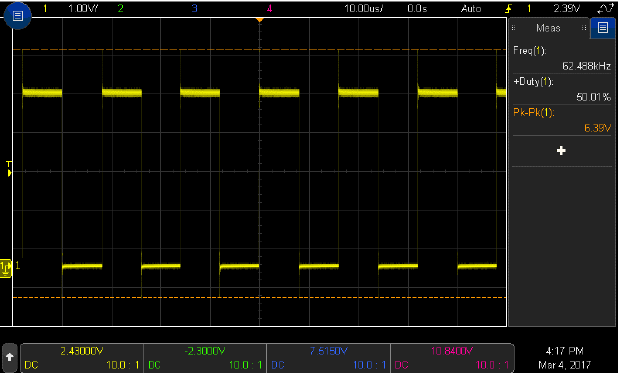 1 1.00V/ 2 3 4 10.00us/ 0.0s Auto 1 2.39V
Meas
Freq(1):
62.488kHz
+Duty(1):
50.01%
Pk-Pk(1):
6.39V
T
1
2.43000V -2.3000V 7.5150V 10.8400V
DC 10.0 : 1 DC 10.0 : 1 DC 10.0 : 1 DC 10.0 : 1
4:17 PM
Mar 4, 2017